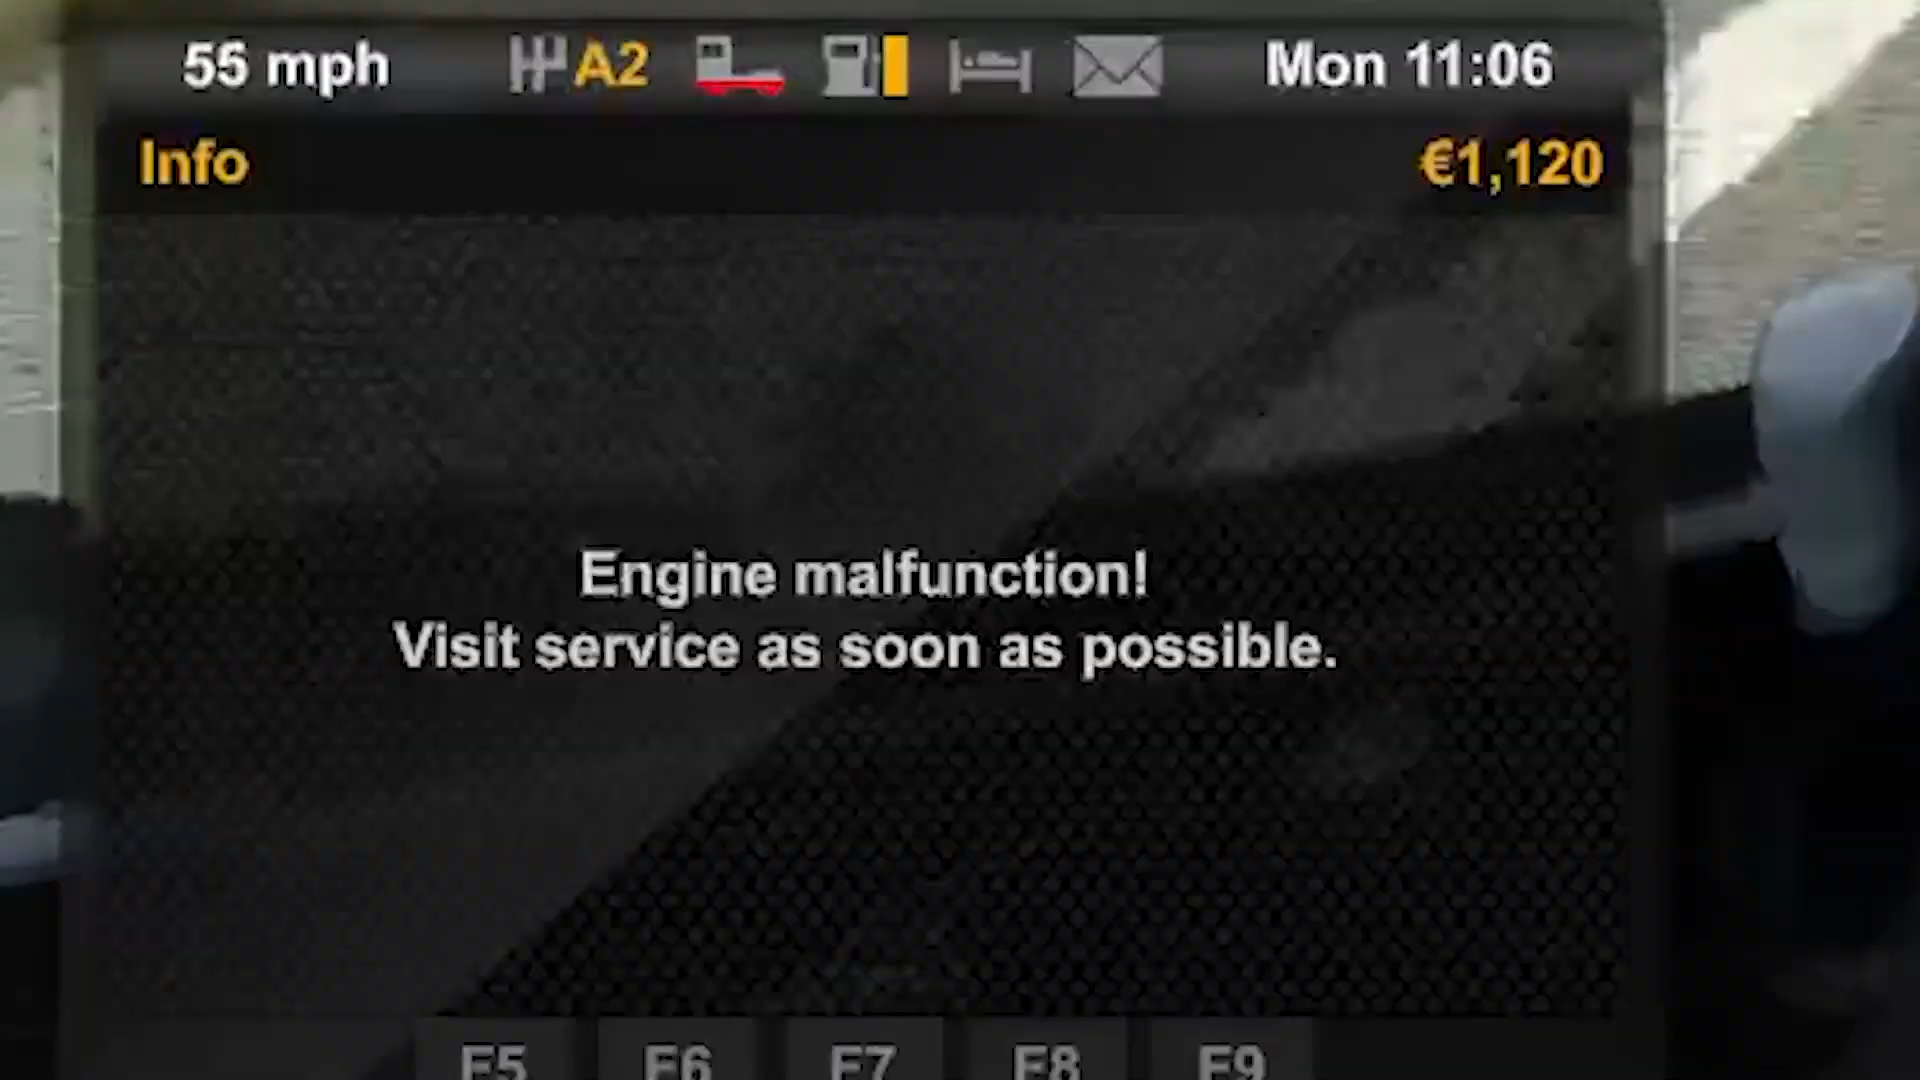 55 mph A2 Mon 11:06
Info €1,120
Engine malfunction!
Visit service as soon as possible.
F5 F6 F7 F8 F9